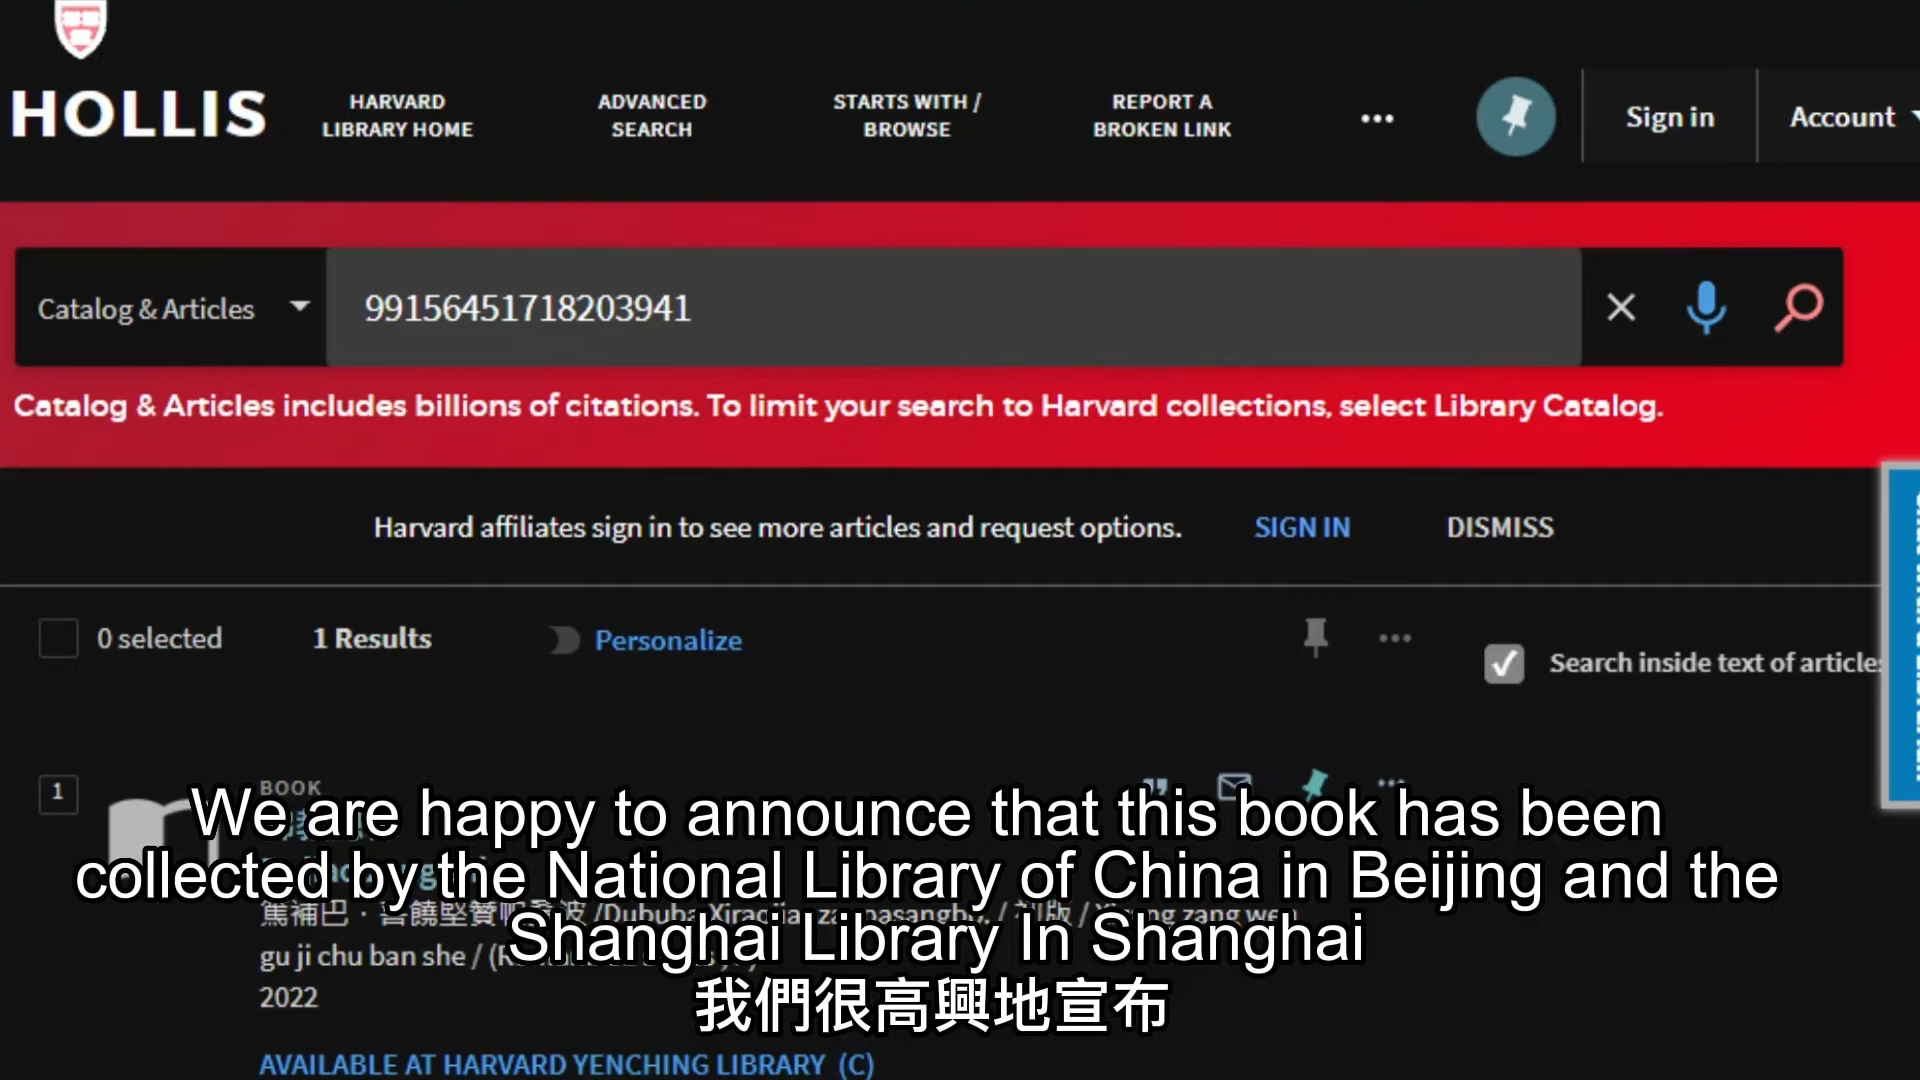 HOLLIS
HARVARD
LIBRARY HOME
ADVANCED
SEARCH
STARTS WITH /
BROWSE
REPORT A
BROKEN LINK
Sign in
Account
Catalog & Articles
99156451718203941
Catalog & Articles includes billions of citations. To limit your search to Harvard collections, select Library Catalog.
Harvard affiliates sign in to see more articles and request options.
SIGN IN
DISMISS
0 selected
1 Results
Personalize
Search inside text of articles
1
BOOK
We are happy to announce that this book has been
collected by the National Library of China in Beijing and the
Shanghai Library In Shanghai
我們很高興地宣布
gu ji chu ban she /
2022
AVAILABLE AT HARVARD YENCHING LIBRARY (C)